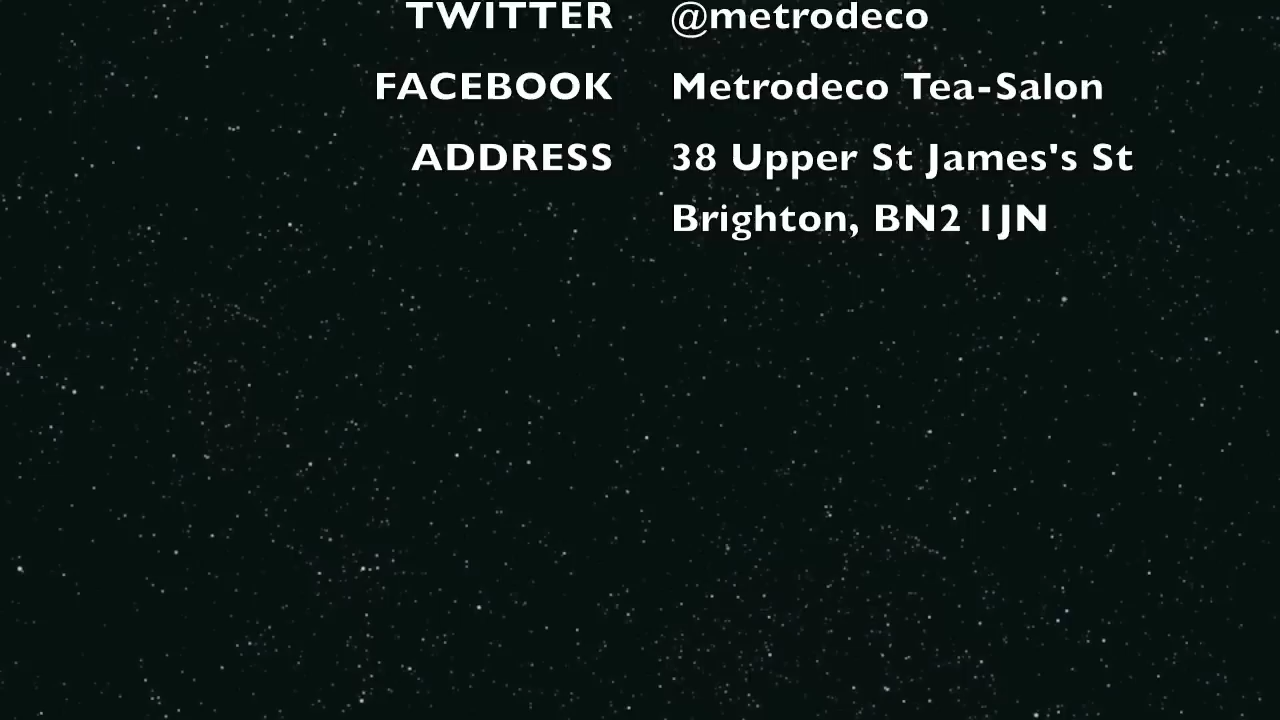 TWITTER @metrodeco
FACEBOOK Metrodeco Tea-Salon
ADDRESS 38 Upper St James's St
Brighton, BN2 1JN